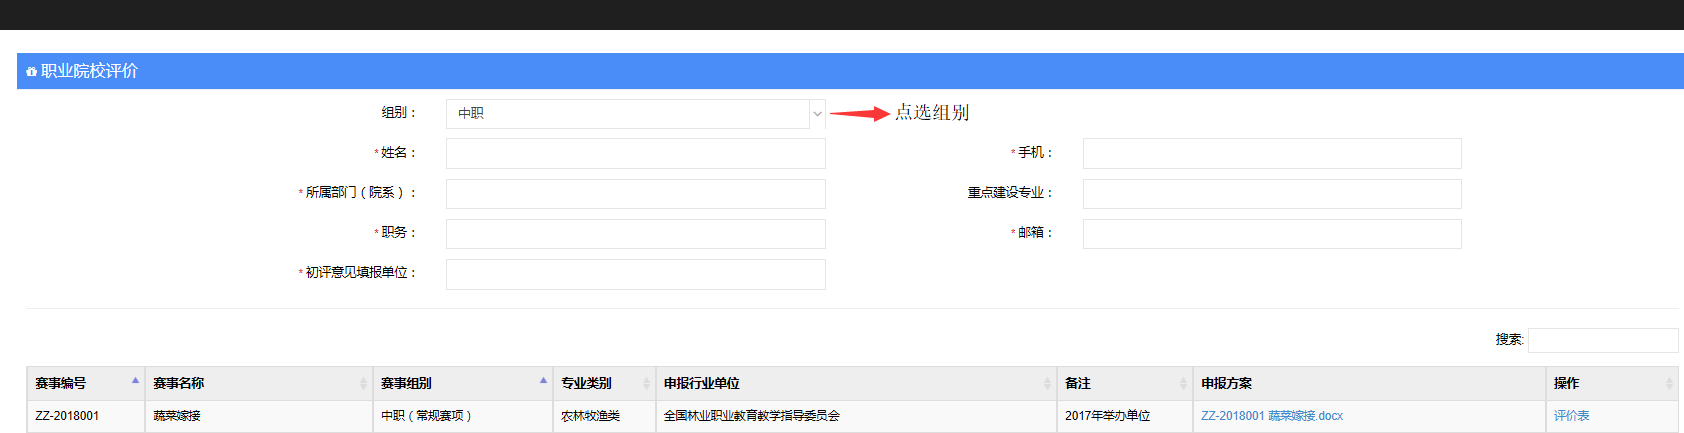 职业院校评价
组别： 中职 点选组别
*姓名： *手机：
*所属部门（院系）： 重点建设专业：
*职务： *邮箱：
*初评意见填报单位：
搜索:
赛事编号 赛事名称 赛事组别 专业类别 申报行业单位 备注 申报方案 操作
ZZ-2018001 蔬菜嫁接 中职（常规赛项） 农林牧渔类 全国林业职业教育教学指导委员会 2017年举办单位 ZZ-2018001 蔬菜嫁接.docx 评价表